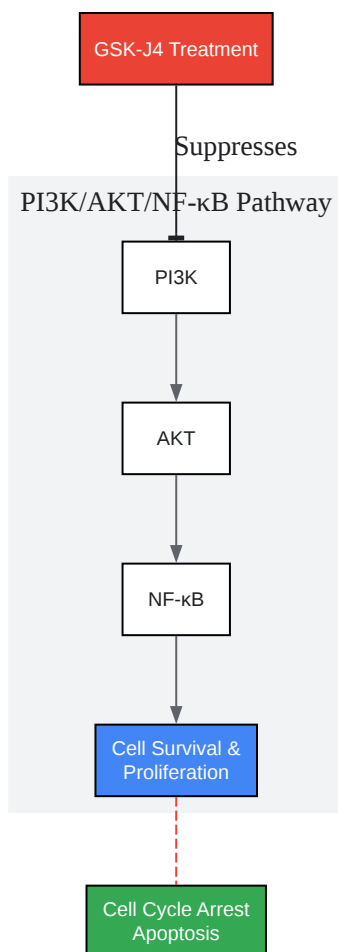 GSK-J4 Treatment
Suppresses
PI3K/AKT/NF-κB Pathway
PI3K
AKT
NF-κB
Cell Survival &
Proliferation
Cell Cycle Arrest
Apoptosis